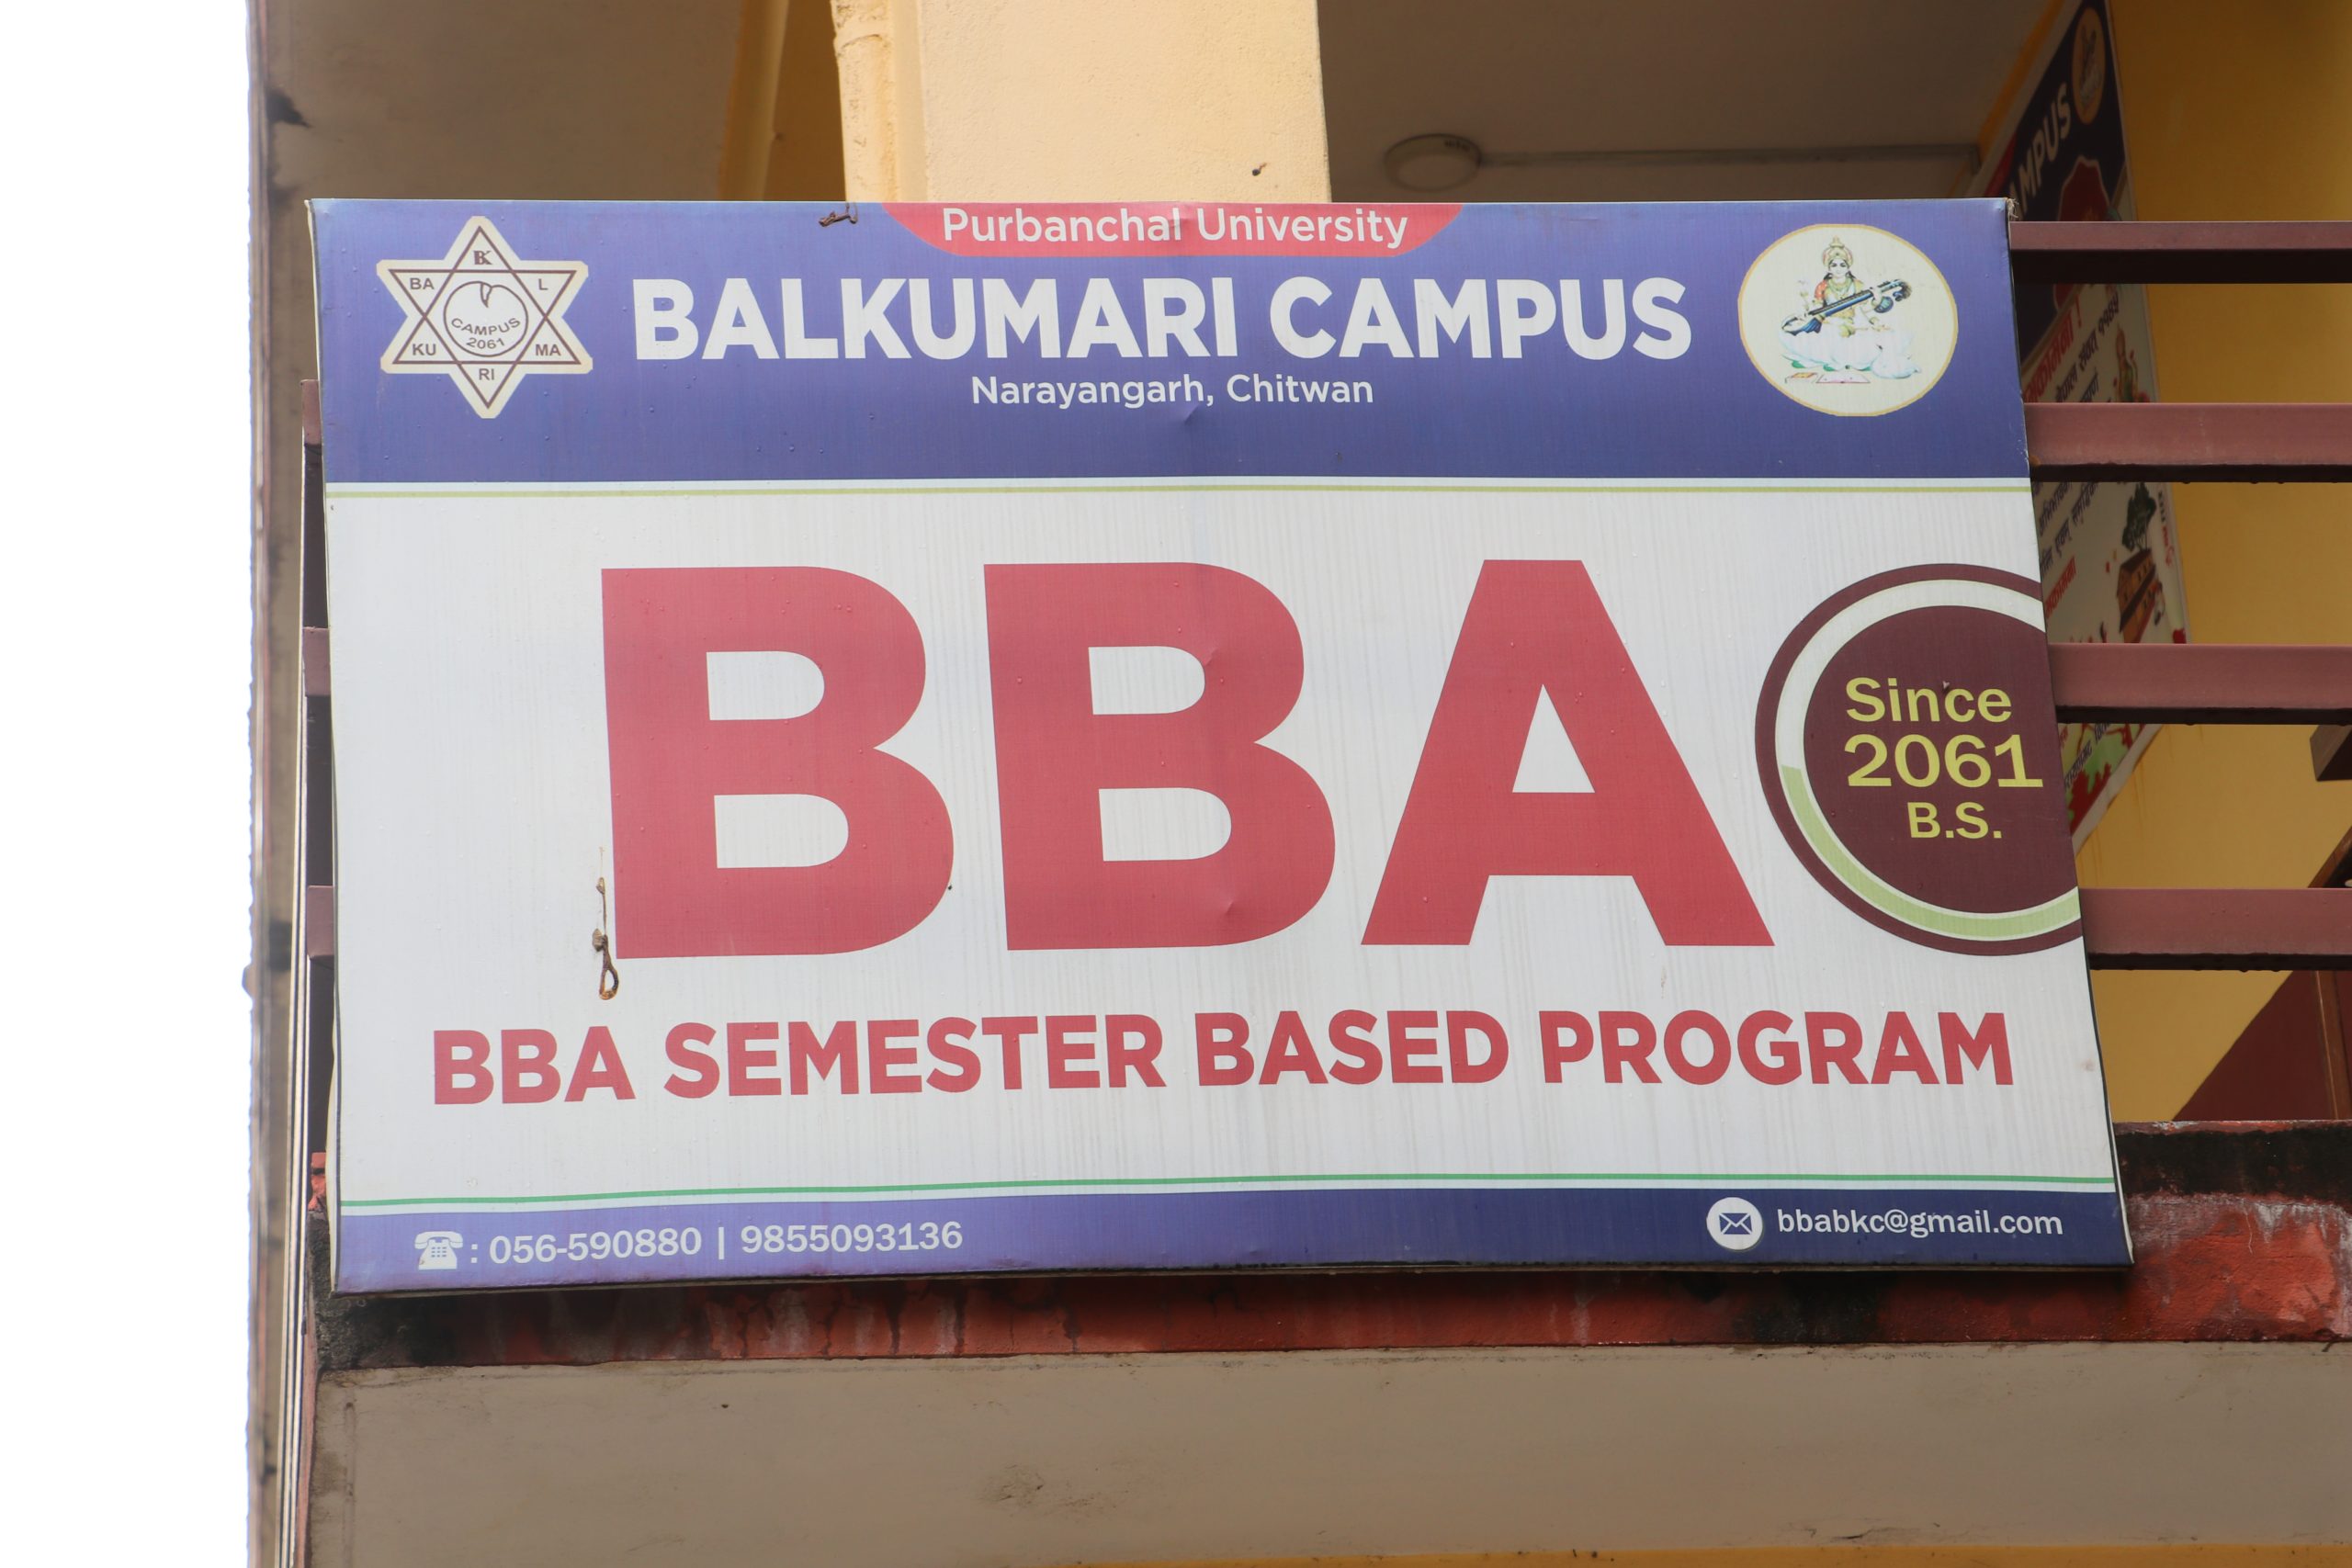 Purbanchal University
BALKUMARI CAMPUS
Narayangarh, Chitwan
BK
BA
L
CAMPUS
2061
KU
MA
RI
BBA
Since
2061
B.S.
BBA SEMESTER BASED PROGRAM
: 056-590880 | 9855093136
bbabkc@gmail.com
MPUS